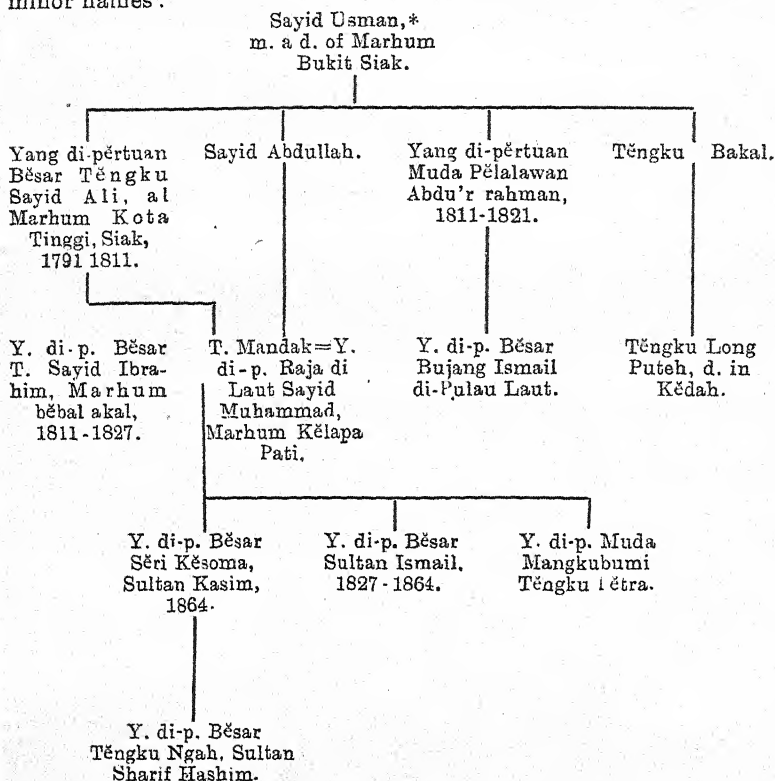 minor names:
Sayid Usman,*
m. a d. of Marhum
Bukit Siak.
Yang di-pĕrtuan
Bĕsar Tĕngku
Sayid Ali, al
Marhum Kota
Tinggi, Siak,
1791 1811.
Sayid Abdullah.
Yang di-pĕrtuan
Muda Pĕlalawan
Abdu'r rahman,
1811-1821.
Tĕngku Bakal.
Y. di-p. Bĕsar
T. Sayid Ibra-
him, Marhum
bĕbal akal,
1811-1827.
T. Mandak=Y.
di-p. Raja di
Laut Sayid
Muhammad,
Marhum Kĕlapa
Pati.
Y. di-p. Bĕsar
Bujang Ismail
di-Pulau Laut.
Tĕngku Long
Puteh, d. in
Kĕdah.
Y. di-p. Bĕsar
Sĕri Kĕsoma,
Sultan Kasim,
1864-
Y. di-p. Bĕsar
Sultan Ismail,
1827-1864.
Y. di-p. Muda
Mangkubumi
Tĕngku
Y. di-p. Bĕsar
Tĕngku Ngah, Sultan
Sharif Hashim.